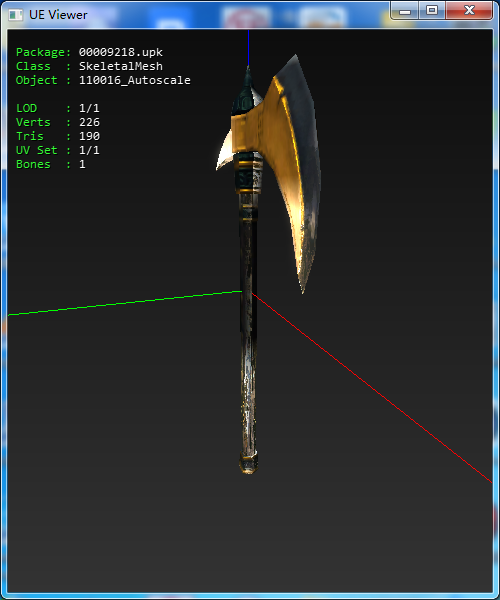 UE Viewer
Package: 00009218.upk
Class : SkeletalMesh
Object : 110016_Autoscale
LOD : 1/1
Verts : 226
Tris : 190
UV Set : 1/1
Bones : 1